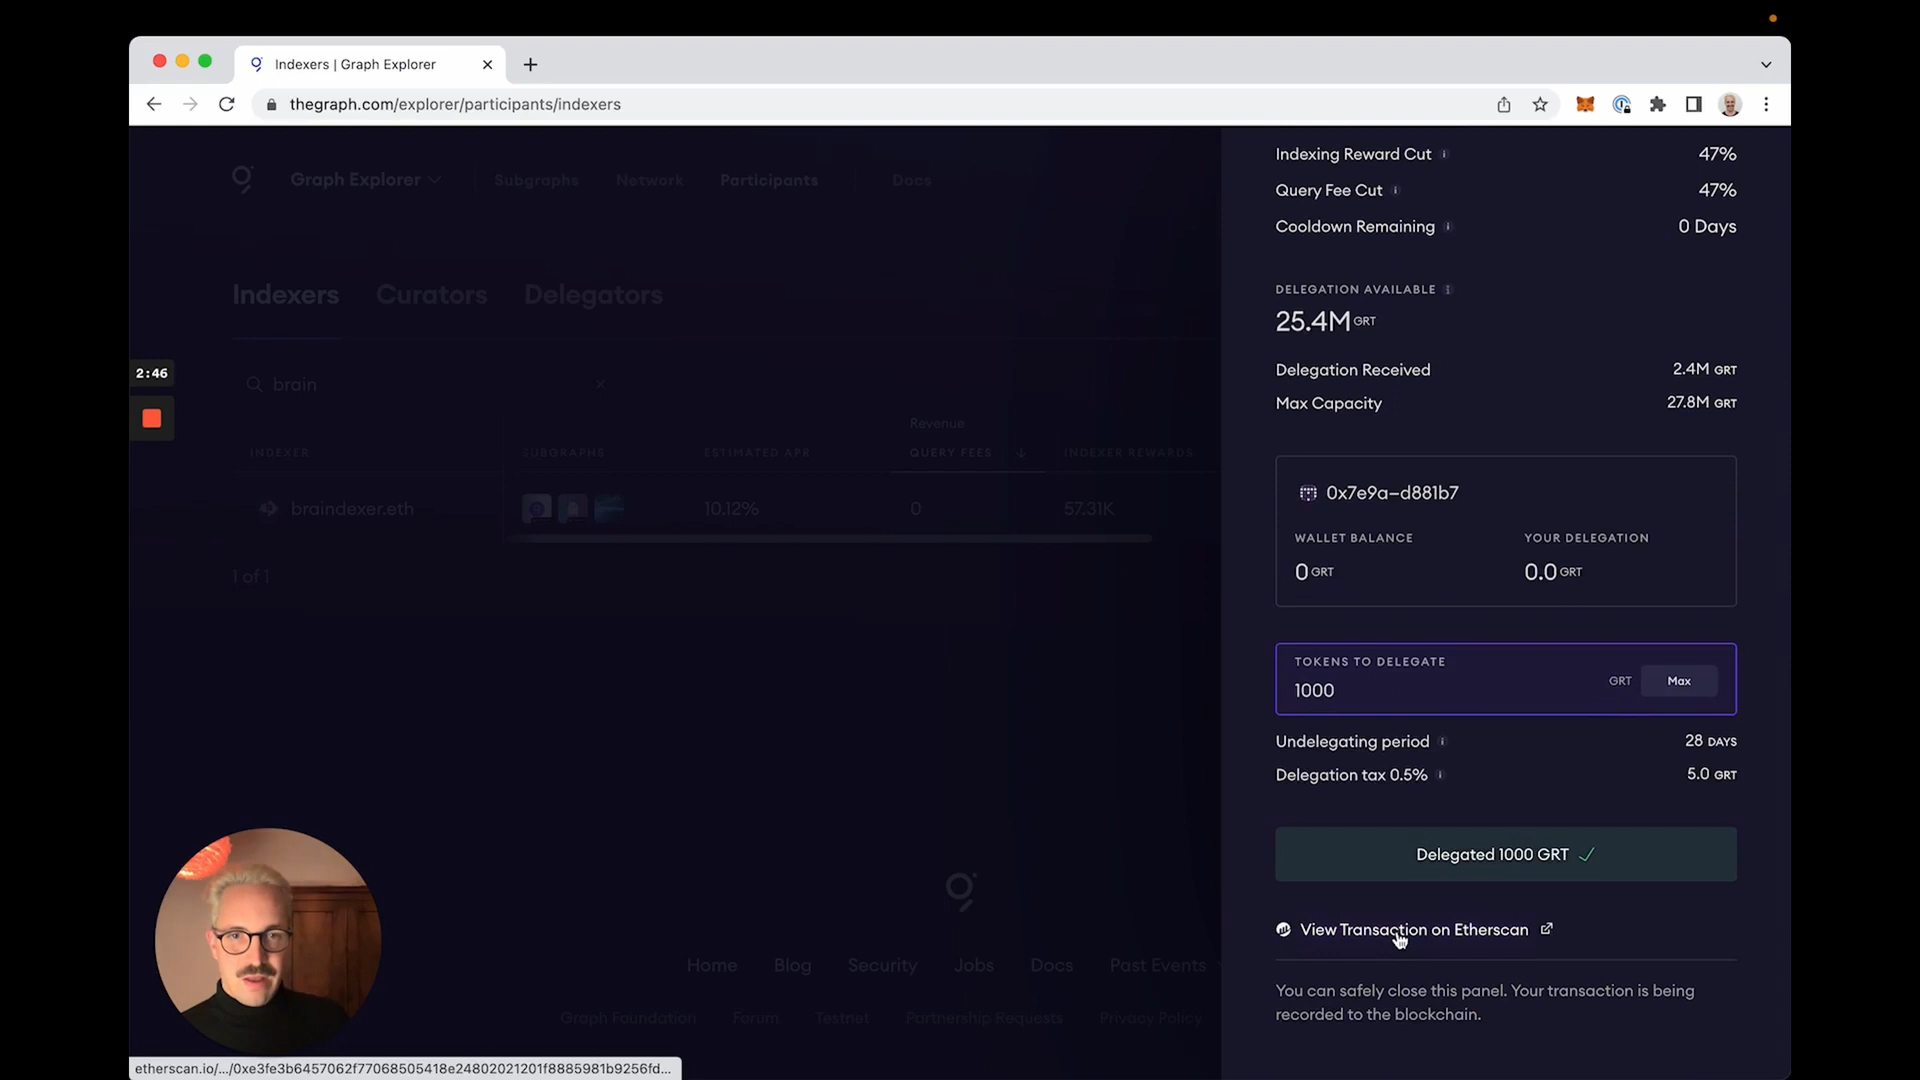 Indexers | Graph Explorer
thegraph.com/explorer/participants/indexers
Graph Explorer
Subgraphs
Network
Participants
Docs
Indexers
Curators
Delegators
2:46
brain
Revenue
INDEXER
SUBGRAPHS
ESTIMATED APR
QUERY FEES
INDEXER REWARDS
braindexer.eth
10.12%
0
57.31K
1 of 1
Indexing Reward Cut
47%
Query Fee Cut
47%
Cooldown Remaining
0 Days
DELEGATION AVAILABLE
25.4M GRT
Delegation Received
2.4M GRT
Max Capacity
27.8M GRT
0x7e9a–d881b7
WALLET BALANCE
YOUR DELEGATION
0 GRT
0.0 GRT
TOKENS TO DELEGATE
1000
GRT
Max
Undelegating period
28 DAYS
Delegation tax 0.5%
5.0 GRT
Delegated 1000 GRT
View Transaction on Etherscan
You can safely close this panel. Your transaction is being
recorded to the blockchain.
Home
Blog
Security
Jobs
Docs
Past Events
Graph Foundation
Forum
Testnet
Partnership Requests
Privacy Policy
etherscan.io/.../0xe3fe3b6457062f77068505418e24802021201f8885981b9256fd...